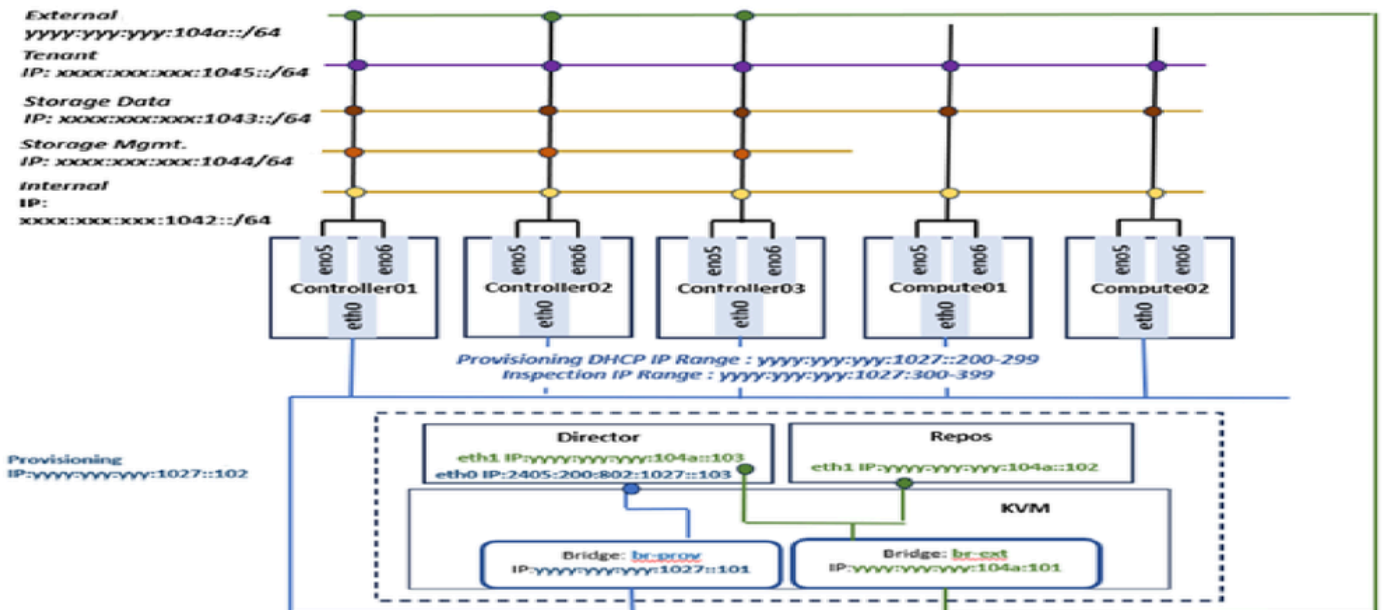 External
yyyy:yyy:yyy:104a::/64
Tenant
IP: xxxx:xxx:xxx:1045::/64
Storage Data
IP: xxxx:xxx:xxx:1043::/64
Storage Mgmt.
IP: xxxx:xxx:xxx:1044/64
Internal
IP:
xxxx:xxx:xxx:1042::/64
eno5 eno6
Controller01
eth0
eno5 eno6
Controller02
eth0
eno5 eno6
Controller03
eth0
eno5 eno6
Compute01
eth0
eno5 eno6
Compute02
eth0
Provisioning DHCP IP Range : yyyy:yyy:yyy:1027::200-299
Inspection IP Range : yyyy:yyy:yyy:1027:300-399
Provisioning
IP:yyyy:yyy:yyy:1027::102
Director
eth1 IP:yyyy:yyy:yyy:104a::103
eth0 IP:2405:200:802:1027::103
Repos
eth1 IP:yyyy:yyy:yyy:104a::102
KVM
Bridge: br-prov
IP:yyyy:yyy:yyy:1027::101
Bridge: br-ext
IP:yyyy:yyy:yyy:104a:101